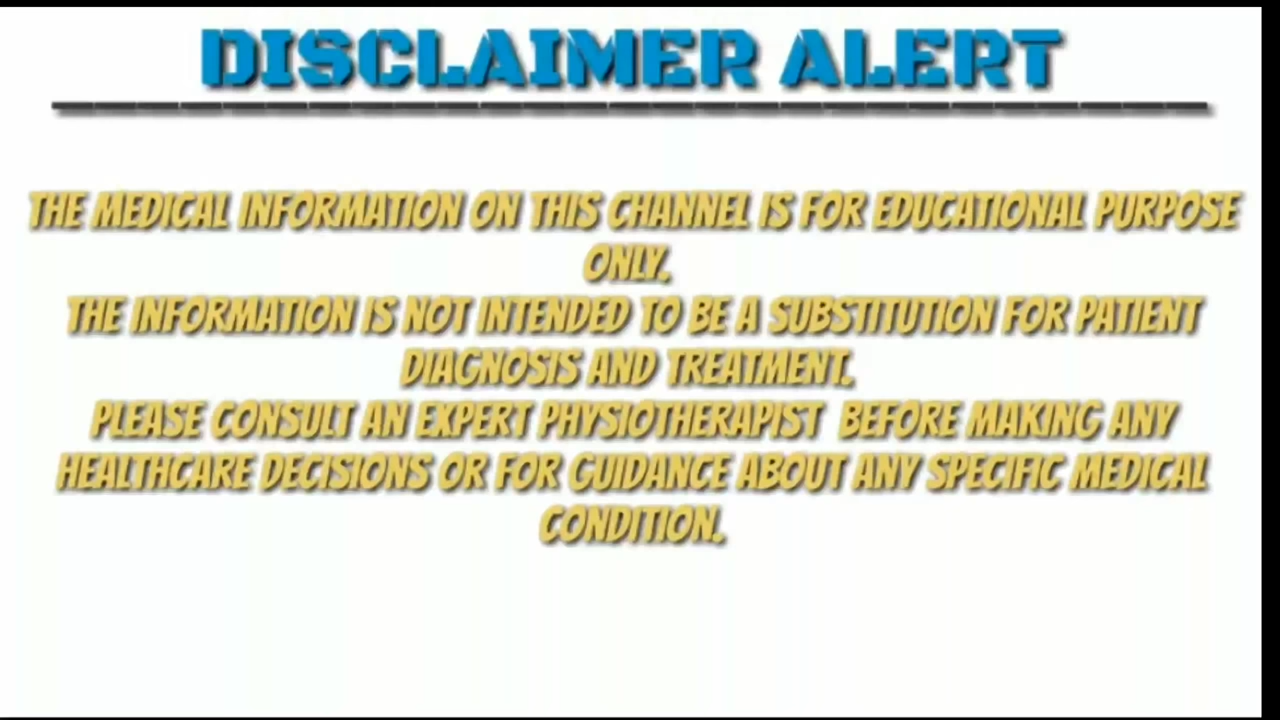 DISCLAIMER ALERT
THE MEDICAL INFORMATION ON THIS CHANNEL IS FOR EDUCATIONAL PURPOSE
ONLY.
THE INFORMATION IS NOT INTENDED TO BE A SUBSTITUTION FOR PATIENT
DIAGNOSIS AND TREATMENT.
PLEASE CONSULT AN EXPERT PHYSIOTHERAPIST BEFORE MAKING ANY
HEALTHCARE DECISIONS OR FOR GUIDANCE ABOUT ANY SPECIFIC MEDICAL
CONDITION.